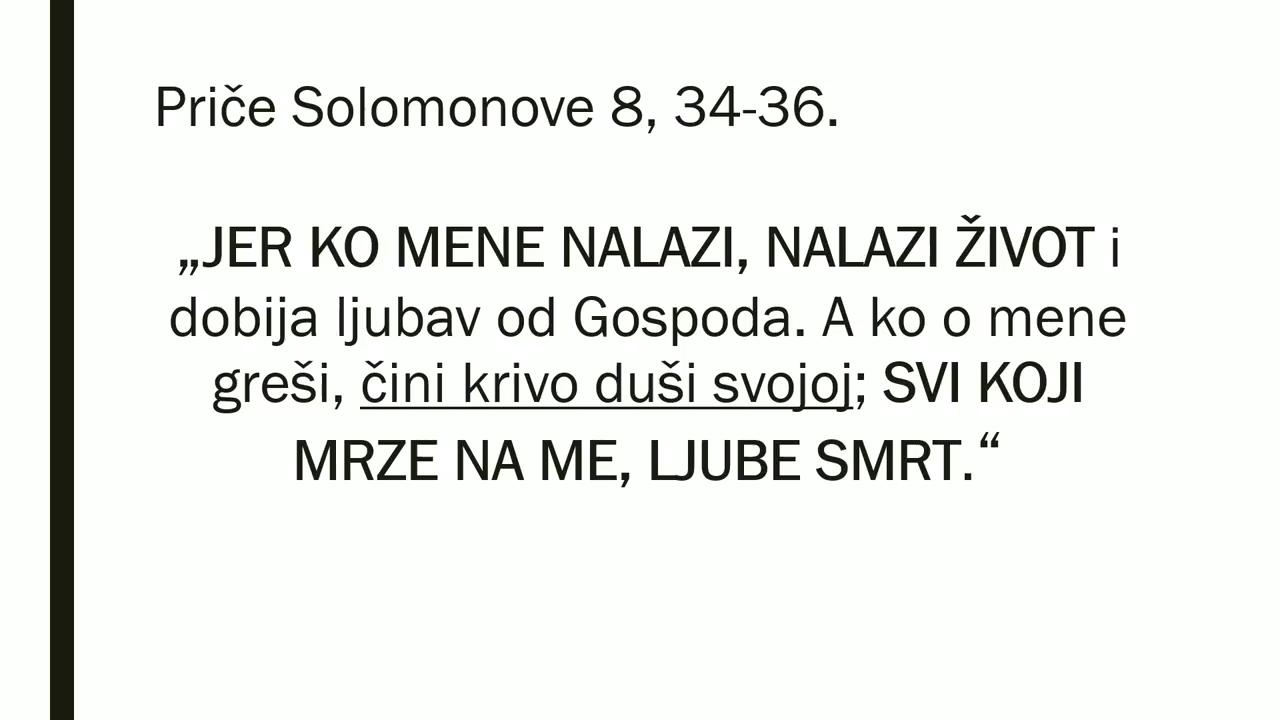 Priče Solomonove 8, 34-36.
„JER KO MENE NALAZI, NALAZI ŽIVOT i
dobija ljubav od Gospoda. A ko o mene
greši, čini krivo duši svojoj; SVI KOJI
MRZE NA ME, LJUBE SMRT.“